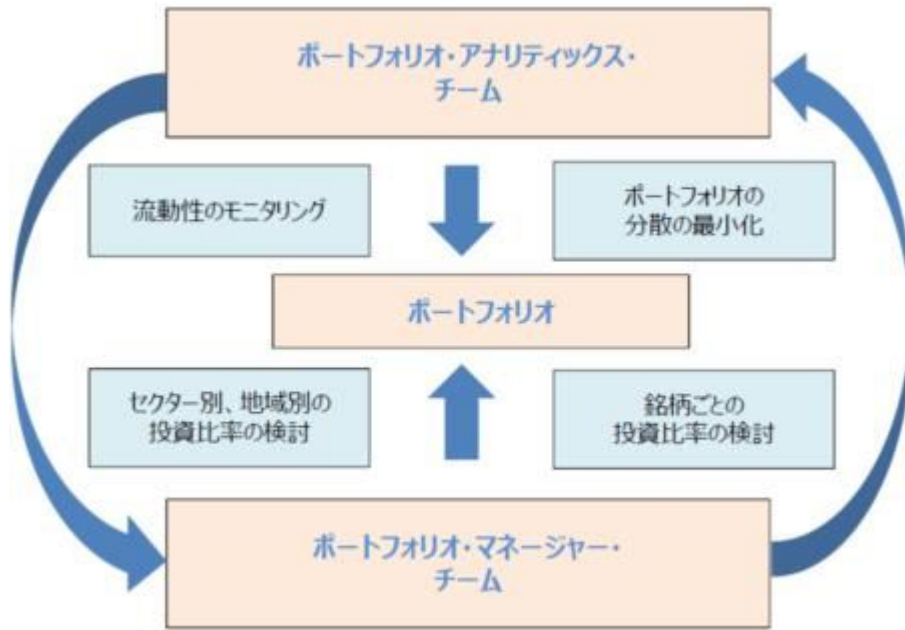 ポートフォリオ・アナリティックス・
チーム
流動性のモニタリング
ポートフォリオの
分散の最小化
ポートフォリオ
セクター別、地域別の
投資比率の検討
銘柄ごとの
投資比率の検討
ポートフォリオ・マネージャー・
チーム